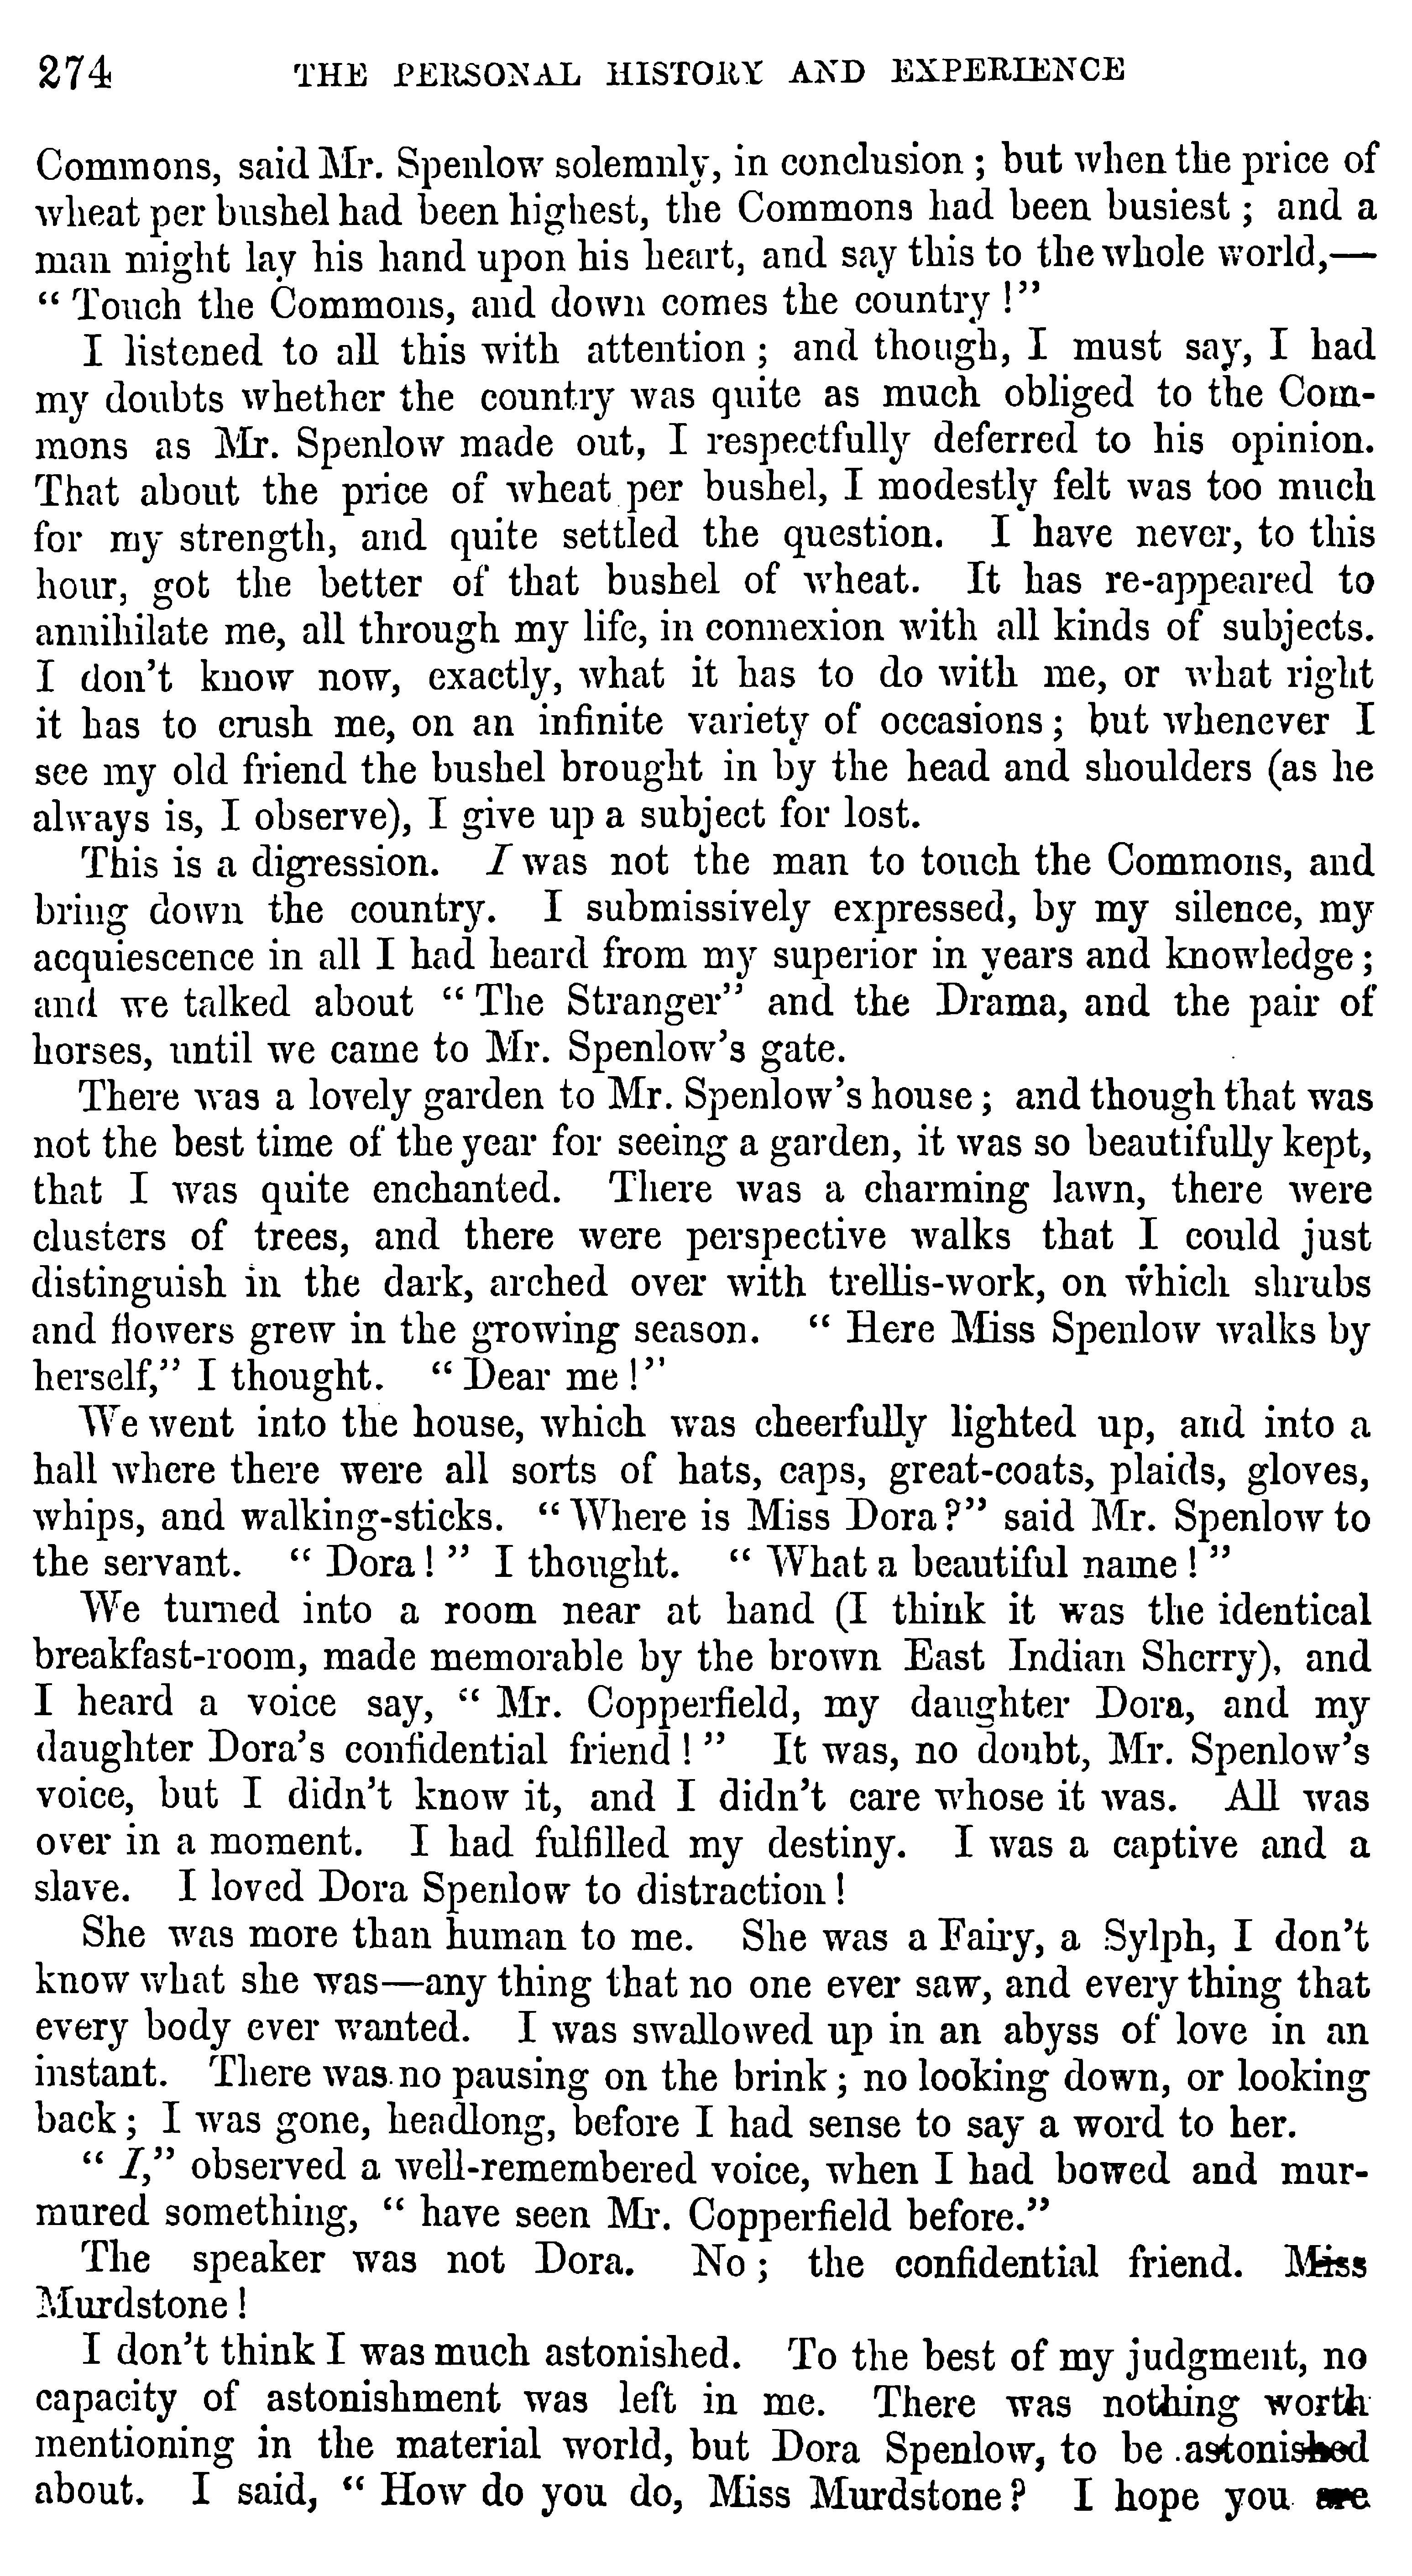 274 THE PERSONAL HISTORY AND EXPERIENCE
Commons, said Mr. Spenlow solemnly, in conclusion; but when the price of
wheat per bushel had been highest, the Commons had been busiest; and a
man might lay his hand upon his heart, and say this to the whole world,—
"Touch the Commons, and down comes the country!"
I listened to all this with attention; and though, I must say, I had
my doubts whether the country was quite as much obliged to the Com-
mons as Mr. Spenlow made out, I respectfully deferred to his opinion.
That about the price of wheat per bushel, I modestly felt was too much
for my strength, and quite settled the question. I have never, to this
hour, got the better of that bushel of wheat. It has re-appeared to
annihilate me, all through my life, in connexion with all kinds of subjects.
I don't know now, exactly, what it has to do with me, or what right
it has to crush me, on an infinite variety of occasions; but whenever I
see my old friend the bushel brought in by the head and shoulders (as he
always is, I observe), I give up a subject for lost.
This is a digression. I was not the man to touch the Commons, and
bring down the country. I submissively expressed, by my silence, my
acquiescence in all I had heard from my superior in years and knowledge;
and we talked about "The Stranger" and the Drama, and the pair of
horses, until we came to Mr. Spenlow's gate.
There was a lovely garden to Mr. Spenlow's house; and though that was
not the best time of the year for seeing a garden, it was so beautifully kept,
that I was quite enchanted. There was a charming lawn, there were
clusters of trees, and there were perspective walks that I could just
distinguish in the dark, arched over with trellis-work, on which shrubs
and flowers grew in the growing season. "Here Miss Spenlow walks by
herself," I thought. "Dear me!"
We went into the house, which was cheerfully lighted up, and into a
hall where there were all sorts of hats, caps, great-coats, plaids, gloves,
whips, and walking-sticks. "Where is Miss Dora?" said Mr. Spenlow to
the servant. "Dora!" I thought. "What a beautiful name!"
We turned into a room near at hand (I think it was the identical
breakfast-room, made memorable by the brown East Indian Sherry), and
I heard a voice say, "Mr. Copperfield, my daughter Dora, and my
daughter Dora's confidential friend!" It was, no doubt, Mr. Spenlow's
voice, but I didn't know it, and I didn't care whose it was. All was
over in a moment. I had fulfilled my destiny. I was a captive and a
slave. I loved Dora Spenlow to distraction!
She was more than human to me. She was a Fairy, a Sylph, I don't
know what she was—any thing that no one ever saw, and every thing that
every body ever wanted. I was swallowed up in an abyss of love in an
instant. There was no pausing on the brink; no looking down, or looking
back; I was gone, headlong, before I had sense to say a word to her.
"I," observed a well-remembered voice, when I had bowed and mur-
mured something, "have seen Mr. Copperfield before."
The speaker was not Dora. No; the confidential friend. Miss
Murdstone!
I don't think I was much astonished. To the best of my judgment, no
capacity of astonishment was left in me. There was nothing worth
mentioning in the material world, but Dora Spenlow, to be astonished
about. I said, "How do you do, Miss Murdstone? I hope you are